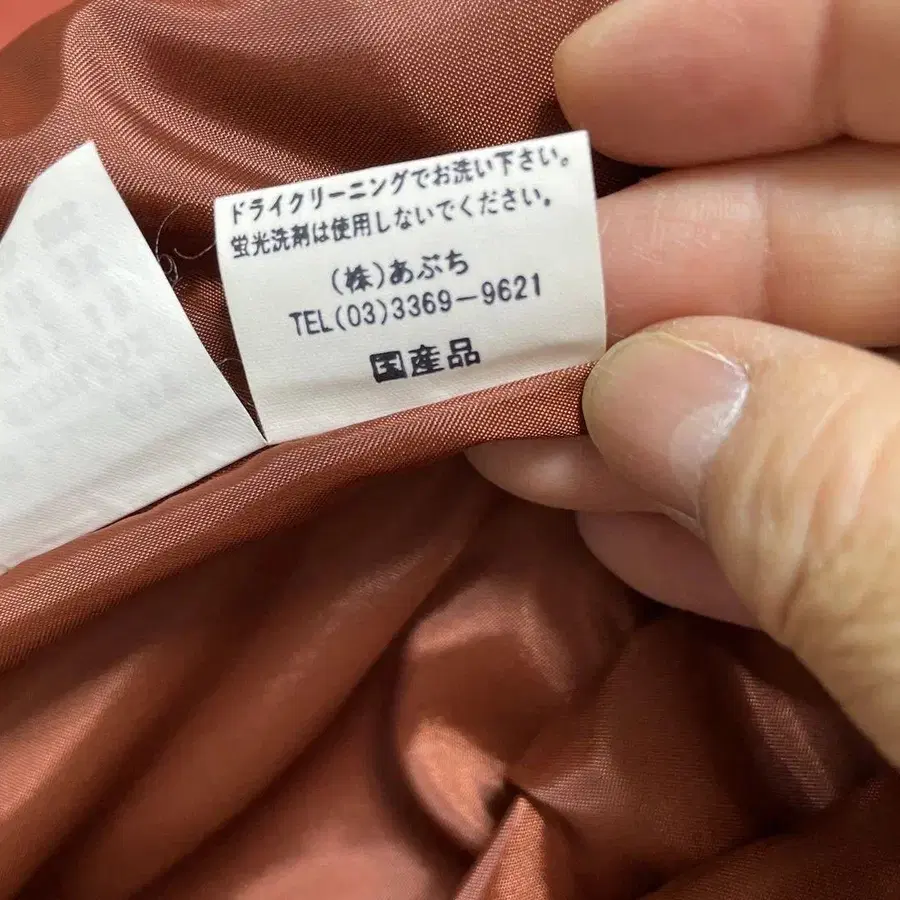 ドライクリーニングでお洗い下さい。
蛍光洗剤は使用しないでください。
(株)あぶち
TEL(03)3369-9621
国産品